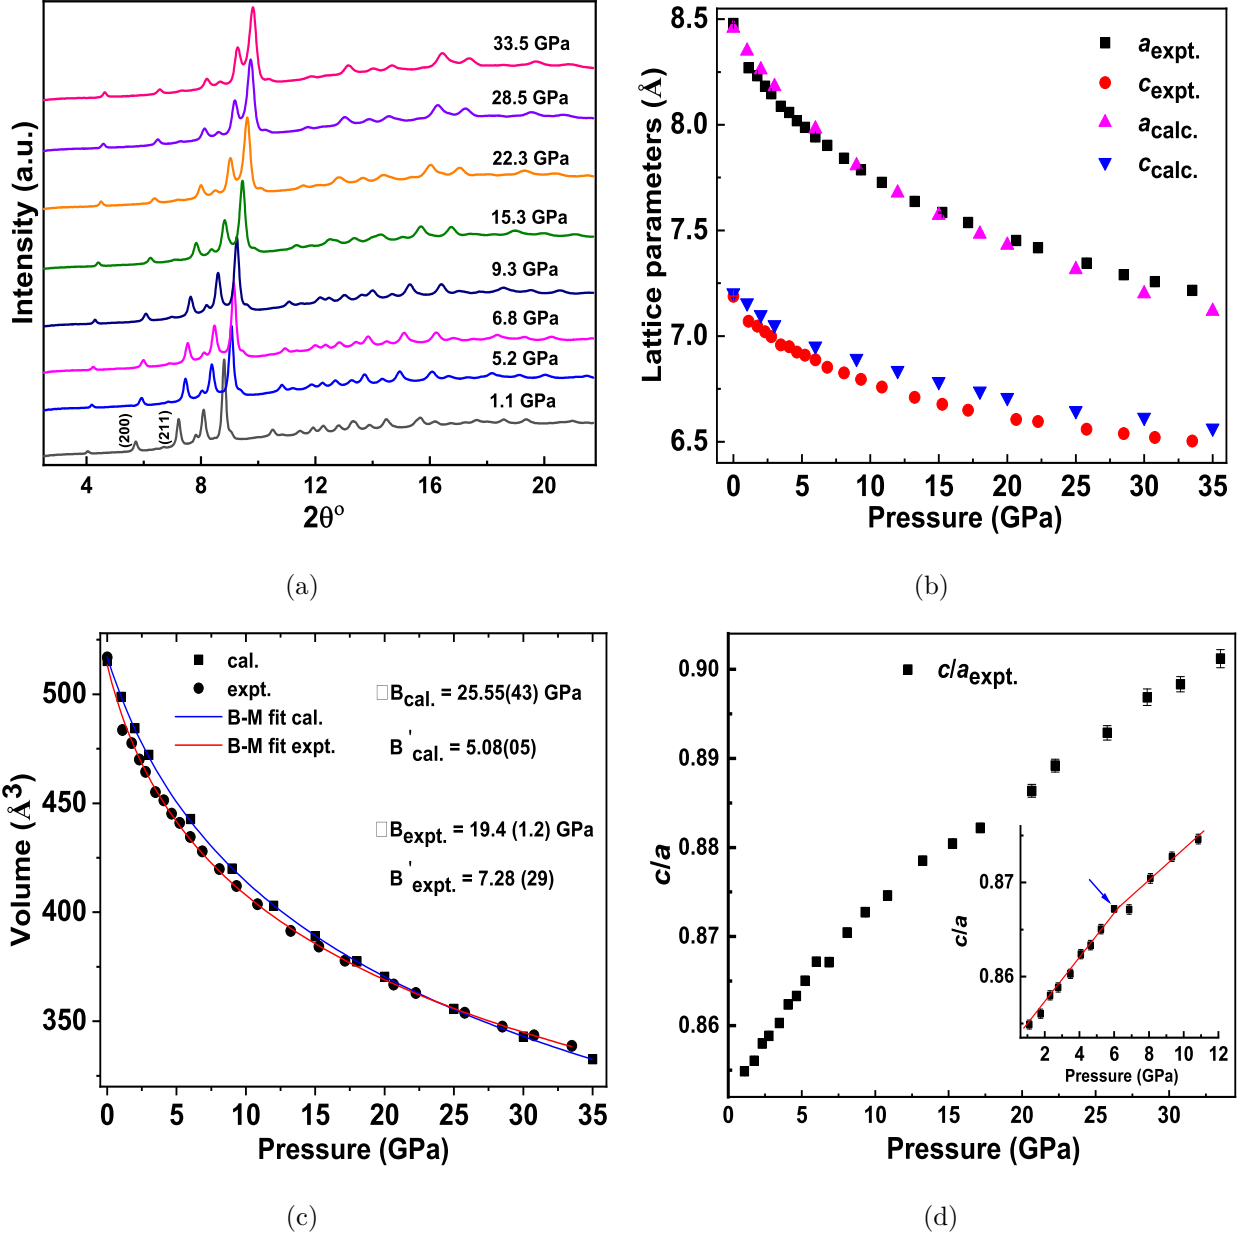 Intensity (a.u.)
33.5 GPa
28.5 GPa
22.3 GPa
15.3 GPa
9.3 GPa
6.8 GPa
5.2 GPa
1.1 GPa
(200)
(211)
4 8 12 16 20
2θº
(a)
Lattice parameters (Å)
8.5
8.0
7.5
7.0
6.5
aexpt.
cexpt.
acalc.
ccalc.
0 5 10 15 20 25 30 35
Pressure (GPa)
(b)
Volume (Å3)
500
450
400
350
cal.
expt.
B-M fit cal.
B-M fit expt.
□Bcal. = 25.55(43) GPa
B'cal. = 5.08(05)
□Bexpt. = 19.4 (1.2) GPa
B'expt. = 7.28 (29)
0 5 10 15 20 25 30 35
Pressure (GPa)
(c)
c/a
0.90
0.89
0.88
0.87
0.86
c/aexpt.
c/a
0.87
0.86
2 4 6 8 10 12
Pressure (GPa)
0 5 10 15 20 25 30
Pressure (GPa)
(d)